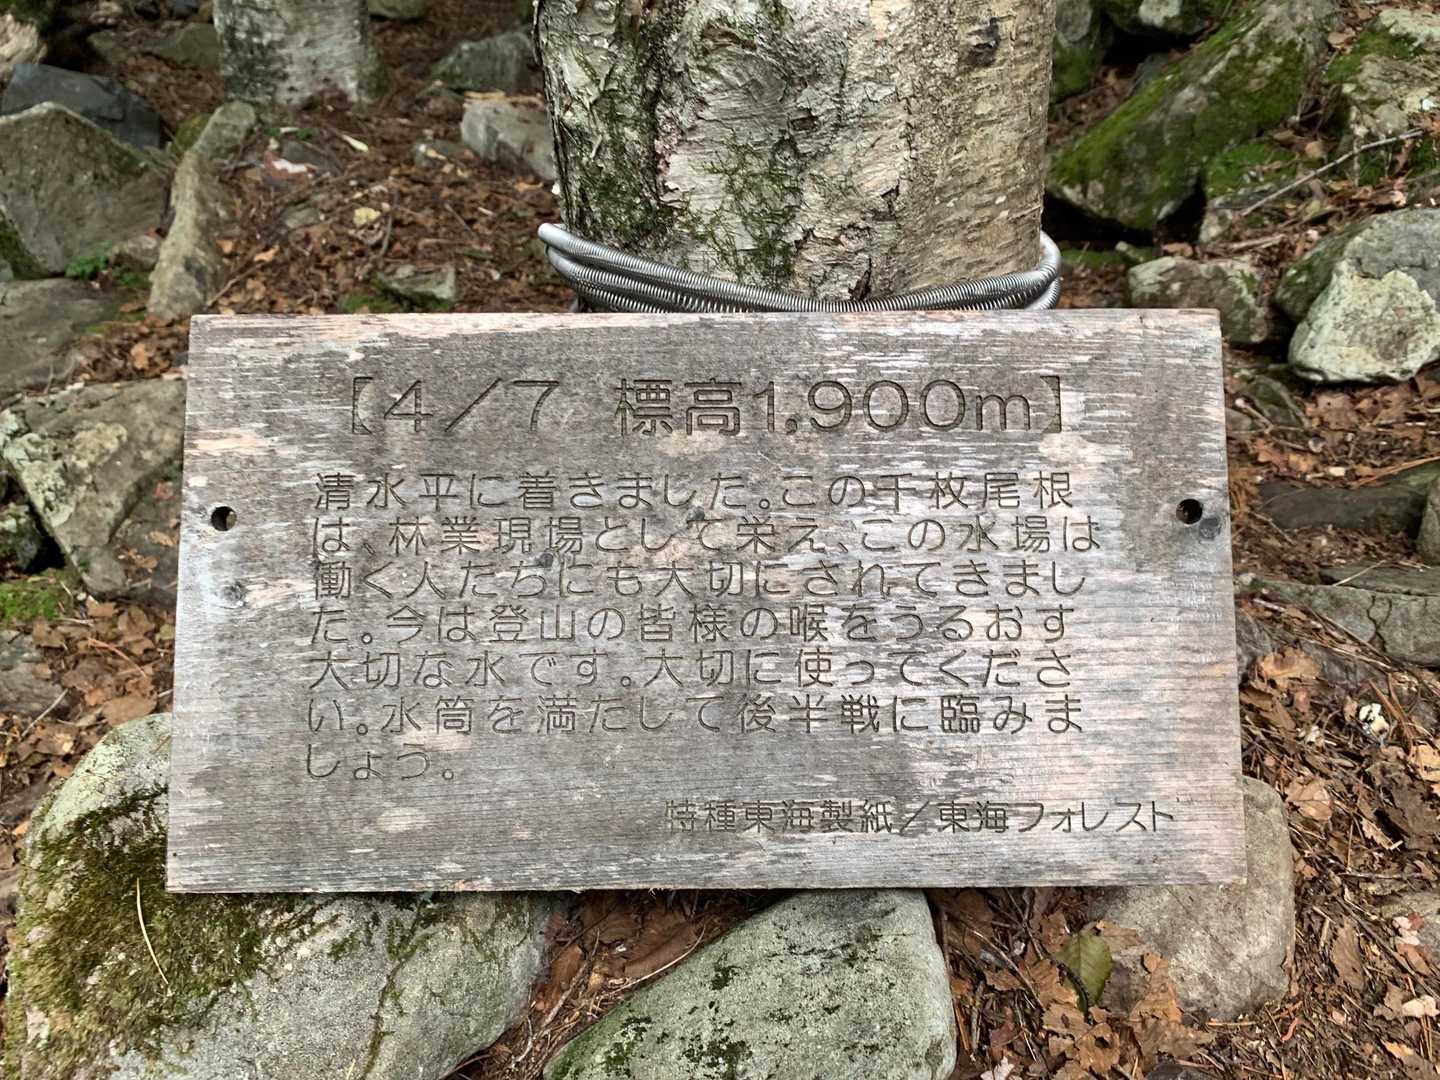 【4／7　標高1.900m】
清水平に着きました。この千枚尾根
は、林業現場として栄え、この水場は
働く人たちにも大切にされてきまし
た。今は登山の皆様の喉をうるおす
大切な水です。大切に使ってくださ
い。水筒を満たして後半戦に臨みま
しょう。
特種東海製紙／東海フォレスト